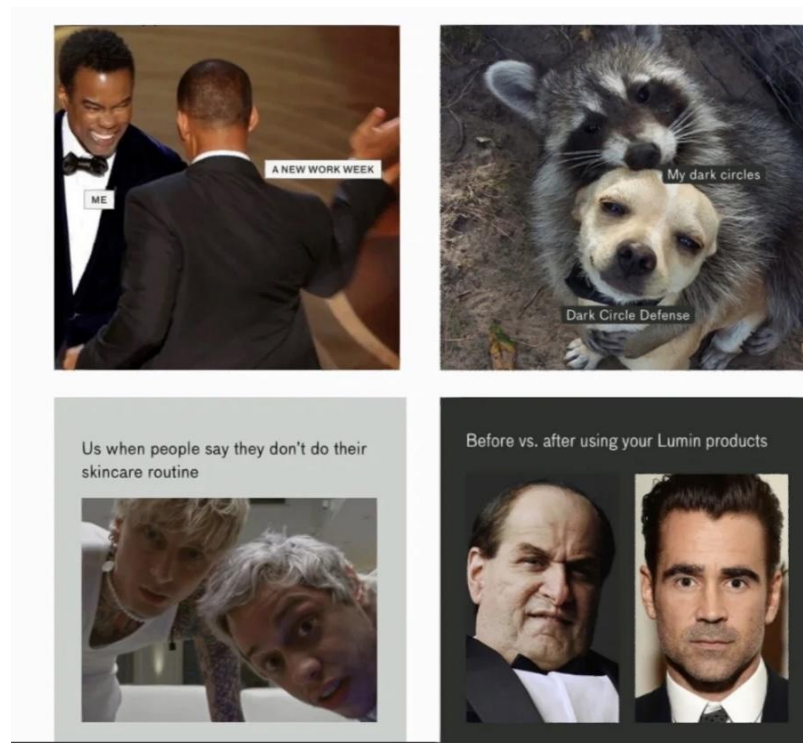 ME
A NEW WORK WEEK
My dark circles
Dark Circle Defense
Us when people say they don't do their
skincare routine
Before vs. after using your Lumin products